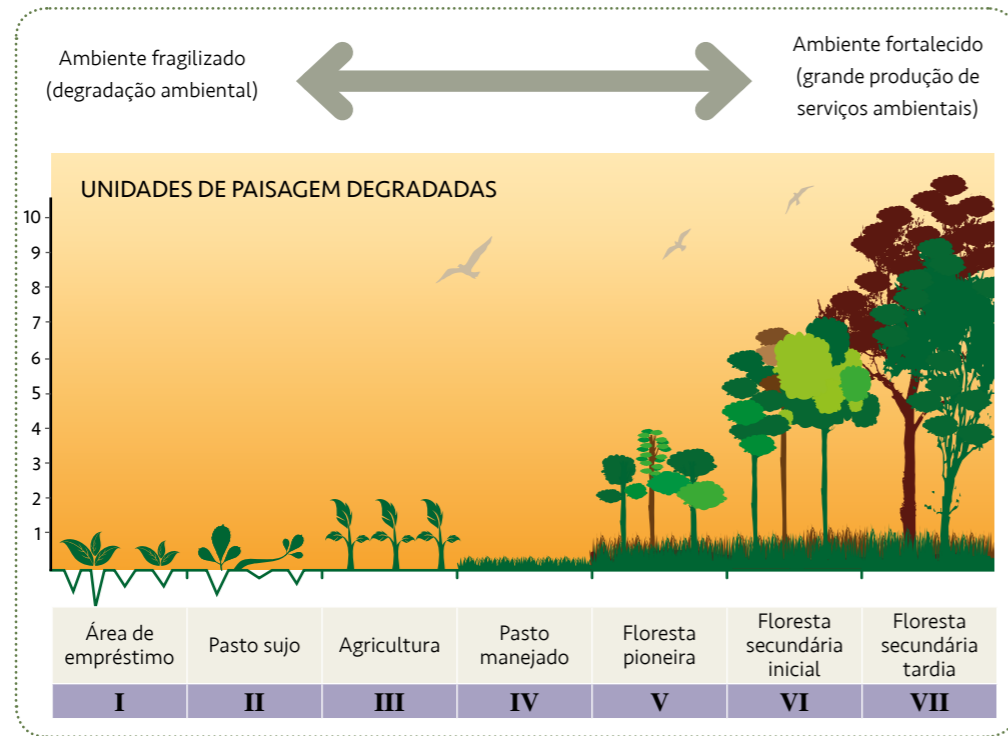 Ambiente fragilizado
(degradação ambiental)
Ambiente fortalecido
(grande produção de
serviços ambientais)
UNIDADES DE PAISAGEM DEGRADADAS
10
9
8
7
6
5
4
3
2
1
Área de
empréstimo
Pasto sujo
Agricultura
Pasto
manejado
Floresta
pioneira
Floresta
secundária
inicial
Floresta
secundária
tardia
I
II
III
IV
V
VI
VII